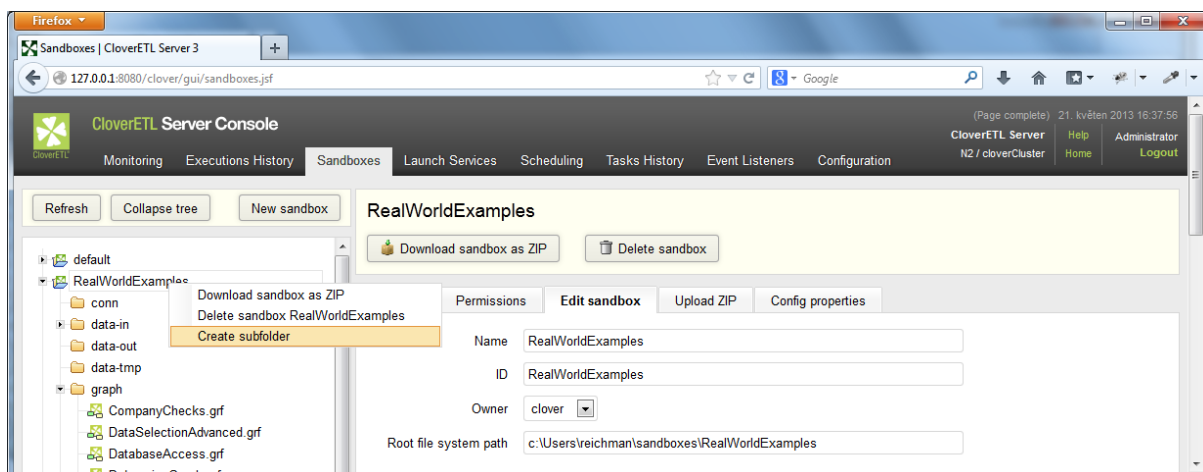 Firefox
Sandboxes | CloverETL Server 3
127.0.0.1:8080/clover/gui/sandboxes.jsf
Google
CloverETL
CloverETL Server Console
(Page complete) 21. květen 2013 16:37:56
CloverETL Server Help Administrator
N2 / cloverCluster Home Logout
Monitoring Executions History Sandboxes Launch Services Scheduling Tasks History Event Listeners Configuration
Refresh Collapse tree New sandbox
default
RealWorldExamples
conn
data-in
data-out
data-tmp
graph
CompanyChecks.grf
DataSelectionAdvanced.grf
DatabaseAccess.grf
Download sandbox as ZIP
Delete sandbox RealWorldExamples
Create subfolder
RealWorldExamples
Download sandbox as ZIP Delete sandbox
Permissions Edit sandbox Upload ZIP Config properties
Name RealWorldExamples
ID RealWorldExamples
Owner clover
Root file system path c:\Users\reichman\sandboxes\RealWorldExamples